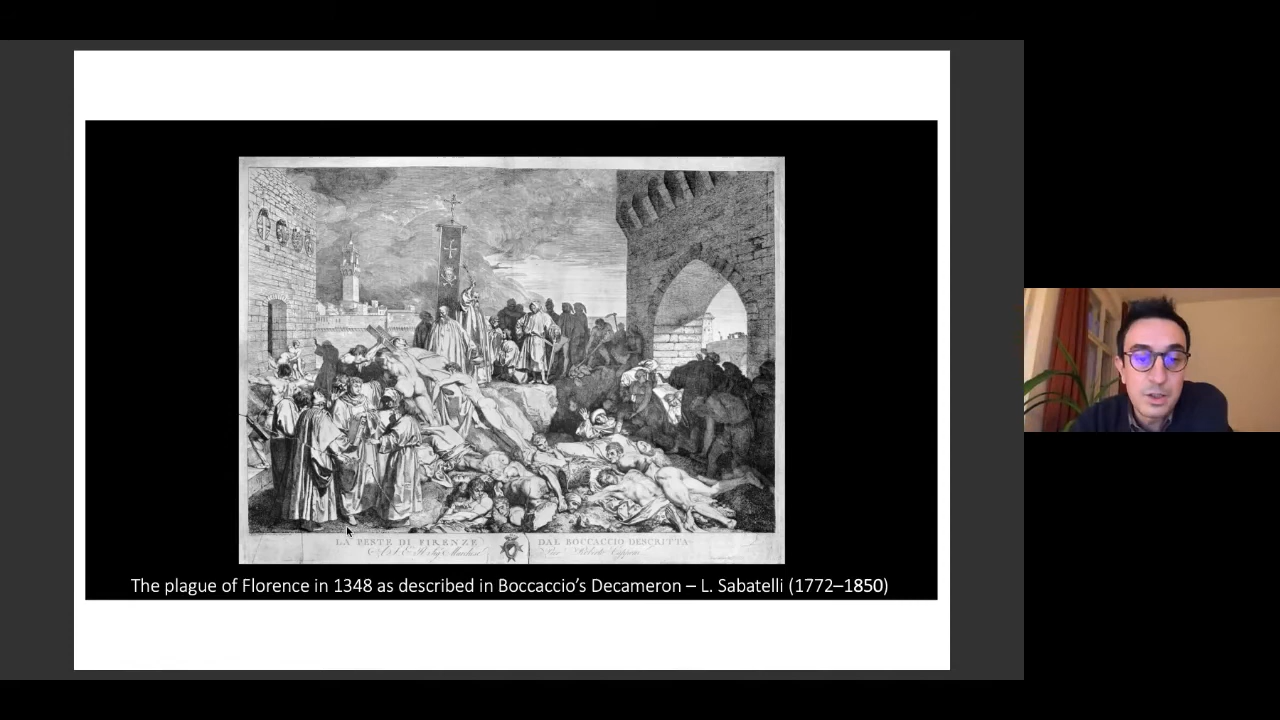 LA PESTE DI FIRENZE DAL BOCCACCIO DESCRITTA
The plague of Florence in 1348 as described in Boccaccio's Decameron – L. Sabatelli (1772–1850)